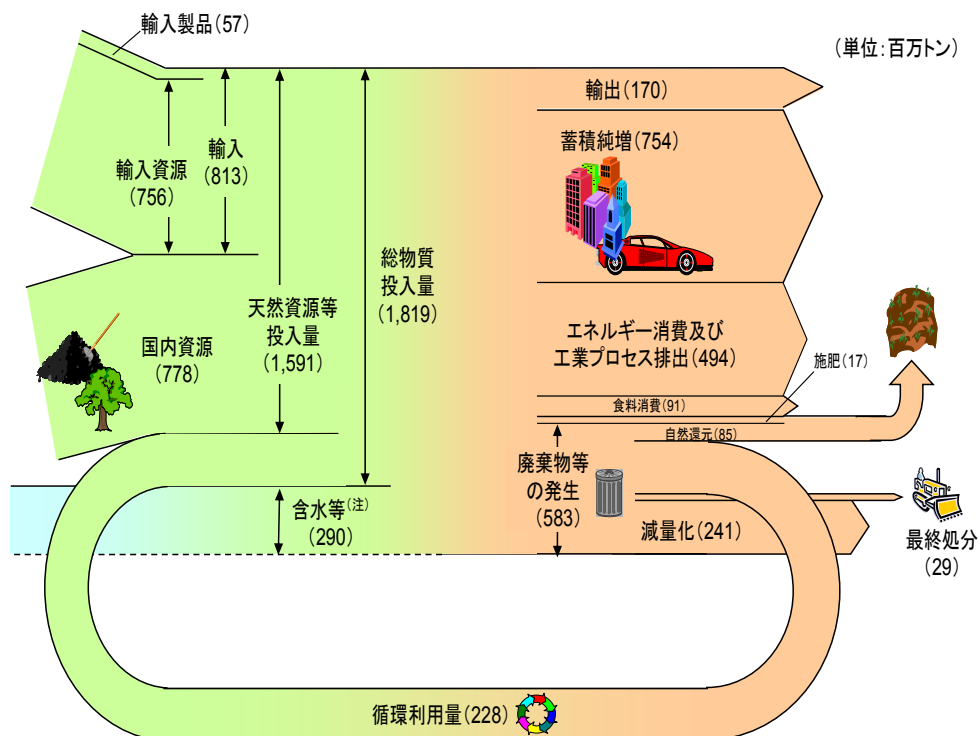 輸入製品(57)
(単位:百万トン)
輸出(170)
蓄積純増(754)
輸入
(813)
輸入資源
(756)
総物質
投入量
(1,819)
天然資源等
投入量
(1,591)
エネルギー消費及び
工業プロセス排出(494)
国内資源
(778)
施肥(17)
食料消費(91)
自然還元(85)
廃棄物等
の発生
(583)
含水等(注)
(290)
減量化(241)
最終処分
(29)
循環利用量(228)